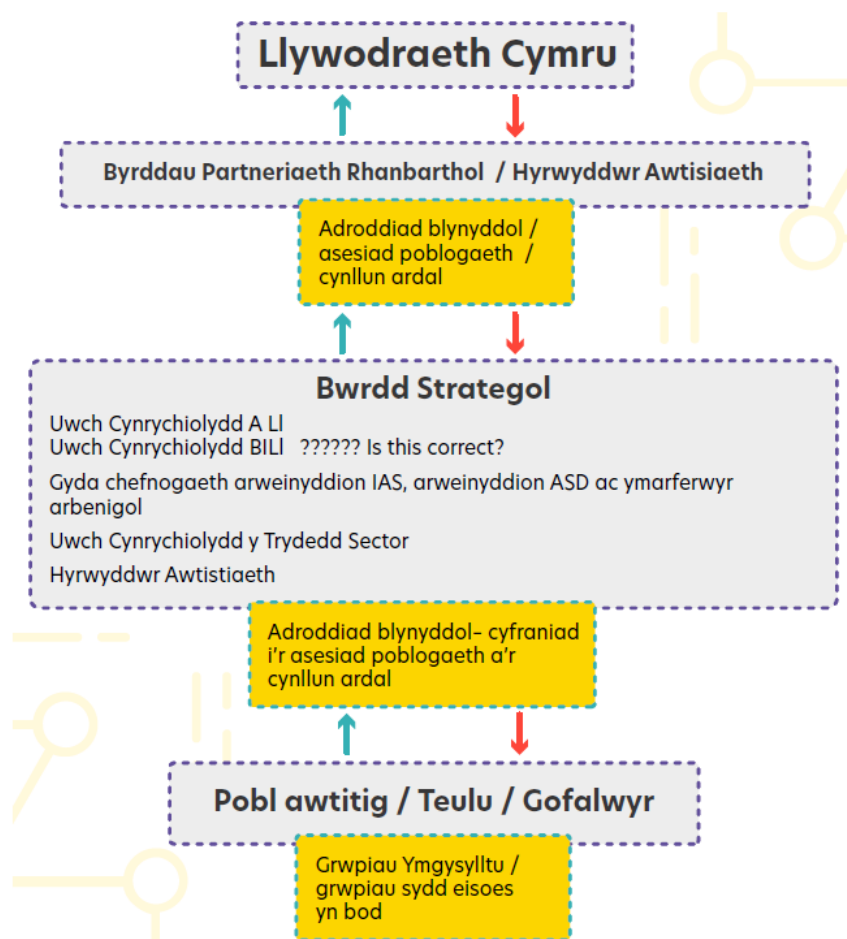 Llywodraeth Cymru
Byrddau Partneriaeth Rhanbarthol / Hyrwyddwr Awtisiaeth
Adroddiad blynyddol /
asesiad poblogaeth /
cynllun ardal
Bwrdd Strategol
Uwch Cynrychiolydd A Ll
Uwch Cynrychiolydd BILl ?????? Is this correct?
Gyda chefnogaeth arweinyddion IAS, arweinyddion ASD ac ymarferwyr
arbenigol
Uwch Cynrychiolydd y Trydedd Sector
Hyrwyddwr Awtistiaeth
Adroddiad blynyddol– cyfraniad
i'r asesiad poblogaeth a'r
cynllun ardal
Pobl awtitig / Teulu / Gofalwyr
Grwpiau Ymgysylltu /
grwpiau sydd eisoes
yn bod